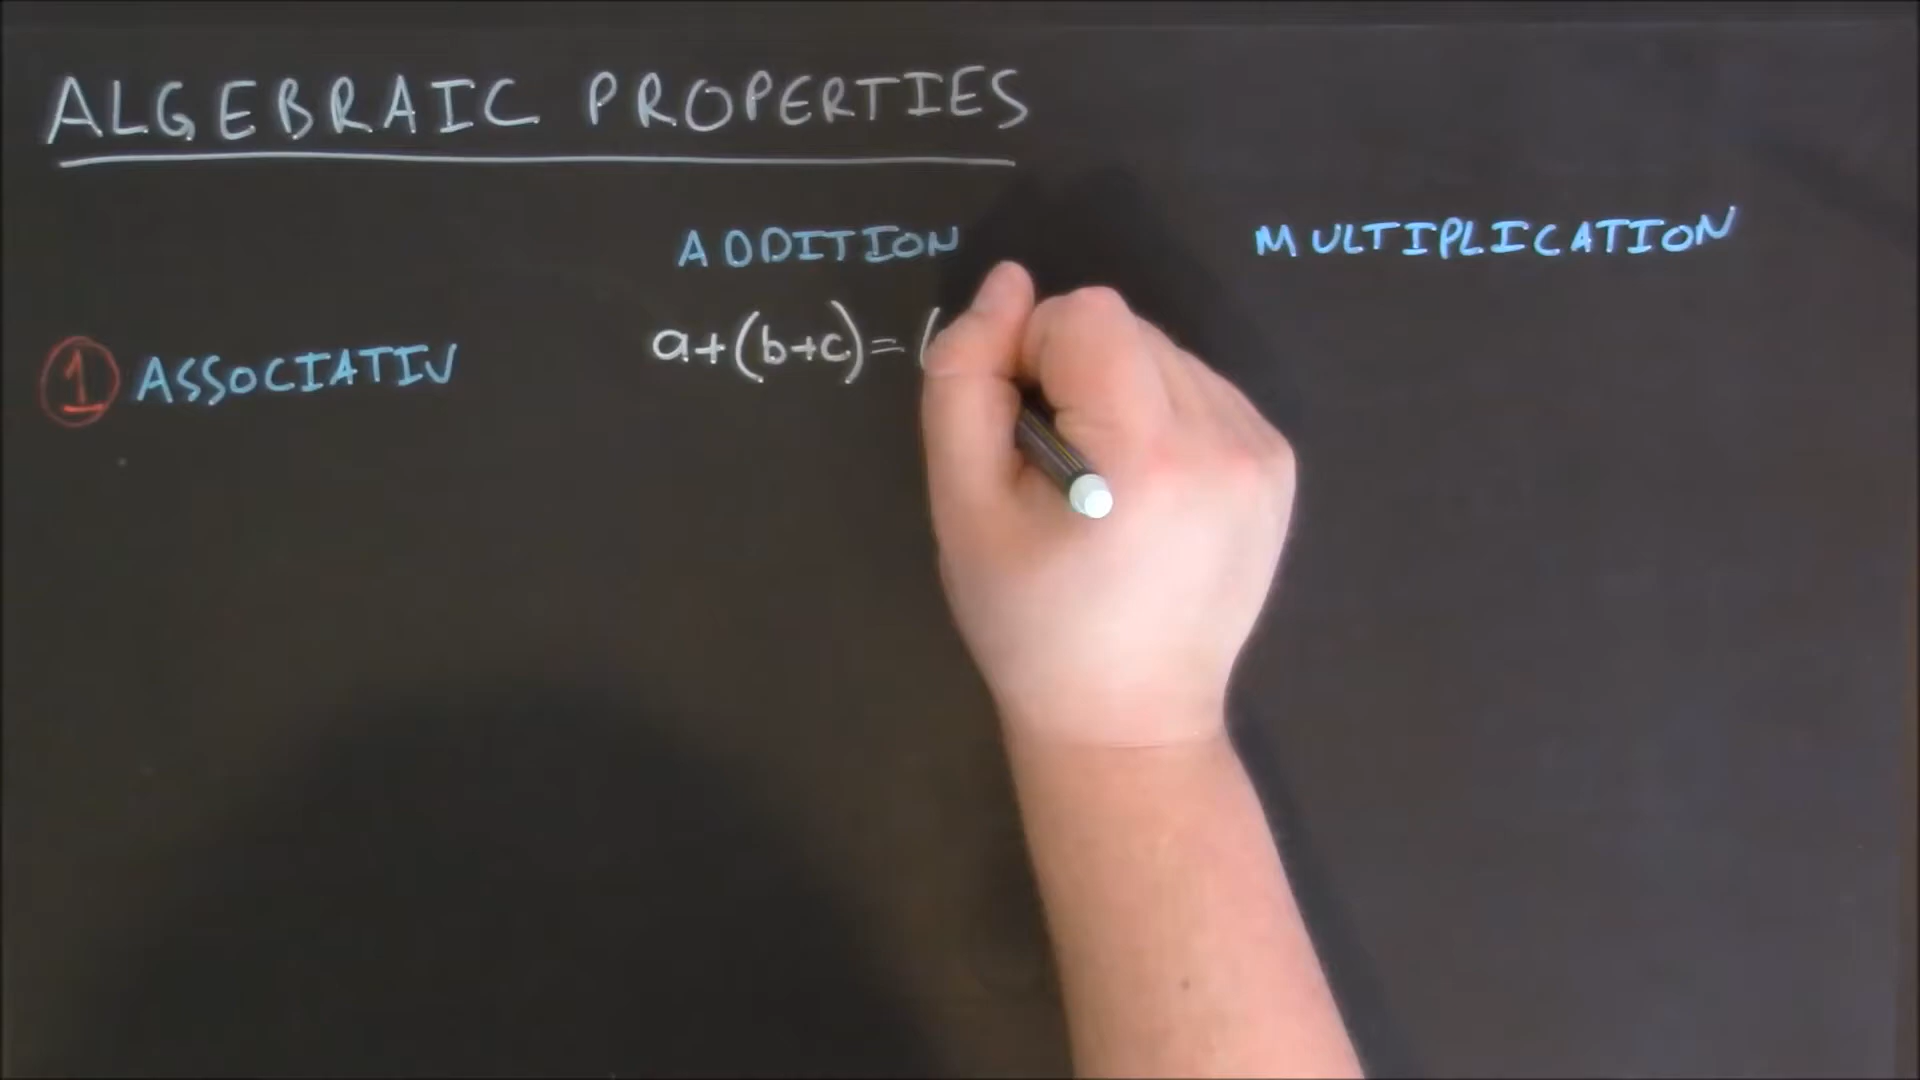 ALGEBRAIC PROPERTIES
ADDITION MULTIPLICATION
1 ASSOCIATIV a+(b+c)=(